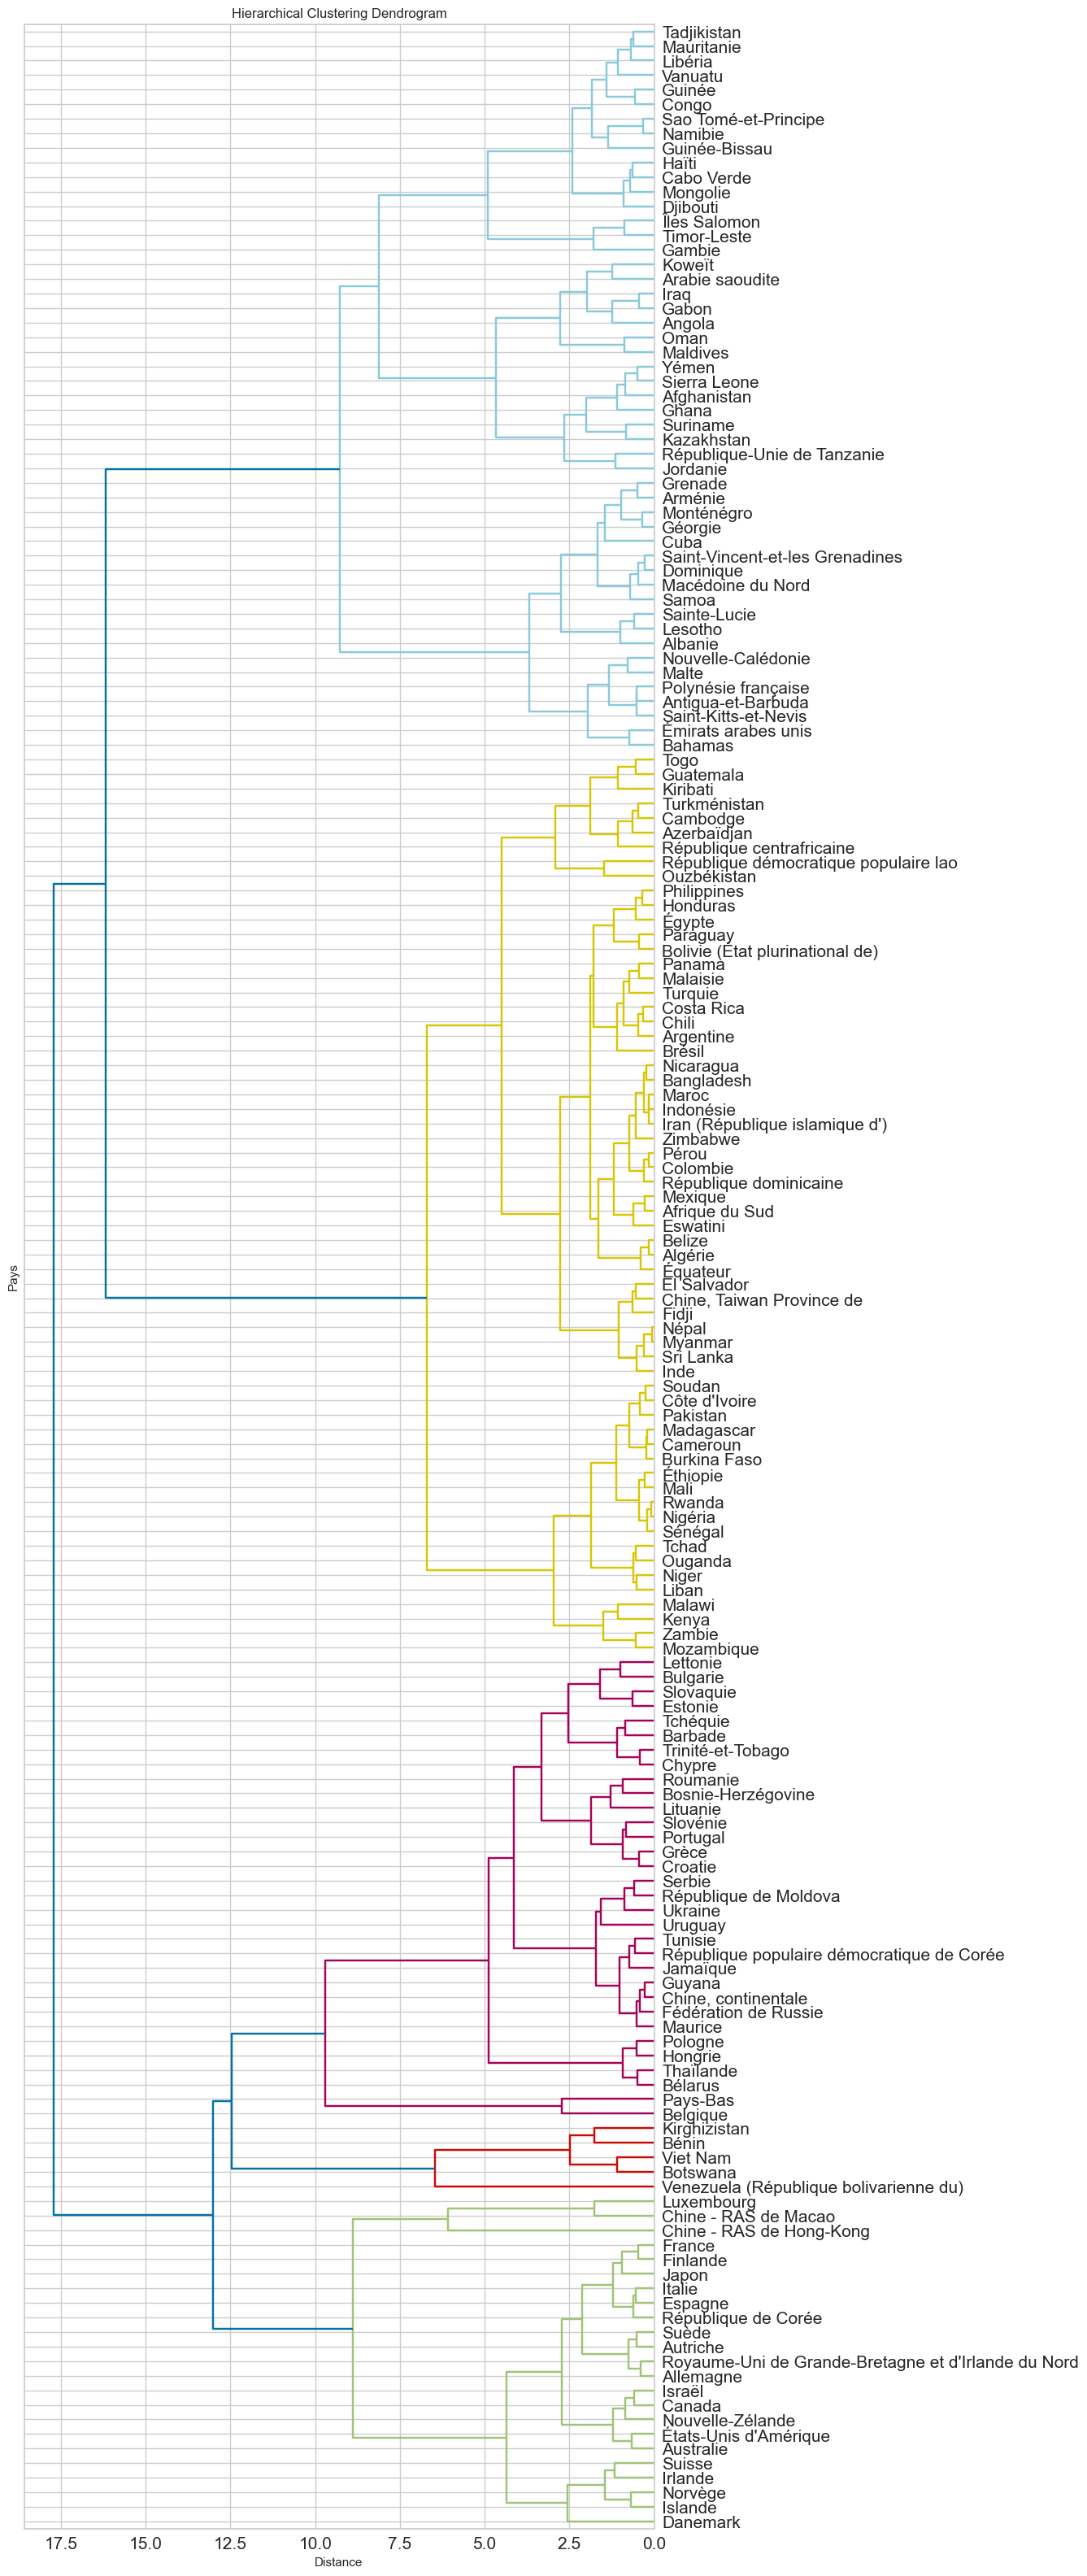 Hierarchical Clustering Dendrogram
Tadjikistan
Mauritanie
Libéria
Vanuatu
Guinée
Congo
Sao Tomé-et-Principe
Namibie
Guinée-Bissau
Haïti
Cabo Verde
Mongolie
Djibouti
Îles Salomon
Timor-Leste
Gambie
Koweït
Arabie saoudite
Iraq
Gabon
Angola
Oman
Maldives
Yémen
Sierra Leone
Afghanistan
Ghana
Suriname
Kazakhstan
République-Unie de Tanzanie
Jordanie
Grenade
Arménie
Monténégro
Géorgie
Cuba
Saint-Vincent-et-les Grenadines
Dominique
Macédoine du Nord
Samoa
Sainte-Lucie
Lesotho
Albanie
Nouvelle-Calédonie
Malte
Polynésie française
Antigua-et-Barbuda
Saint-Kitts-et-Nevis
Émirats arabes unis
Bahamas
Togo
Guatemala
Kiribati
Turkménistan
Cambodge
Azerbaïdjan
République centrafricaine
République démocratique populaire lao
Ouzbékistan
Philippines
Honduras
Égypte
Paraguay
Bolivie (État plurinational de)
Panama
Malaisie
Turquie
Costa Rica
Chili
Argentine
Brésil
Nicaragua
Bangladesh
Maroc
Indonésie
Iran (République islamique d')
Zimbabwe
Pérou
Colombie
République dominicaine
Mexique
Afrique du Sud
Eswatini
Belize
Algérie
Équateur
El Salvador
Chine, Taiwan Province de
Fidji
Népal
Myanmar
Sri Lanka
Inde
Soudan
Côte d'Ivoire
Pakistan
Madagascar
Cameroun
Burkina Faso
Éthiopie
Mali
Rwanda
Nigéria
Sénégal
Tchad
Ouganda
Niger
Liban
Malawi
Kenya
Zambie
Mozambique
Lettonie
Bulgarie
Slovaquie
Estonie
Tchéquie
Barbade
Trinité-et-Tobago
Chypre
Roumanie
Bosnie-Herzégovine
Lituanie
Slovénie
Portugal
Grèce
Croatie
Serbie
République de Moldova
Ukraine
Uruguay
Tunisie
République populaire démocratique de Corée
Jamaïque
Guyana
Chine, continentale
Fédération de Russie
Maurice
Pologne
Hongrie
Thaïlande
Bélarus
Pays-Bas
Belgique
Kirghizistan
Bénin
Viet Nam
Botswana
Venezuela (République bolivarienne du)
Luxembourg
Chine - RAS de Macao
Chine - RAS de Hong-Kong
France
Finlande
Japon
Italie
Espagne
République de Corée
Suède
Autriche
Royaume-Uni de Grande-Bretagne et d'Irlande du Nord
Allemagne
Israël
Canada
Nouvelle-Zélande
États-Unis d'Amérique
Australie
Suisse
Irlande
Norvège
Islande
Danemark
Pays
17.5 15.0 12.5 10.0 7.5 5.0 2.5 0.0
Distance